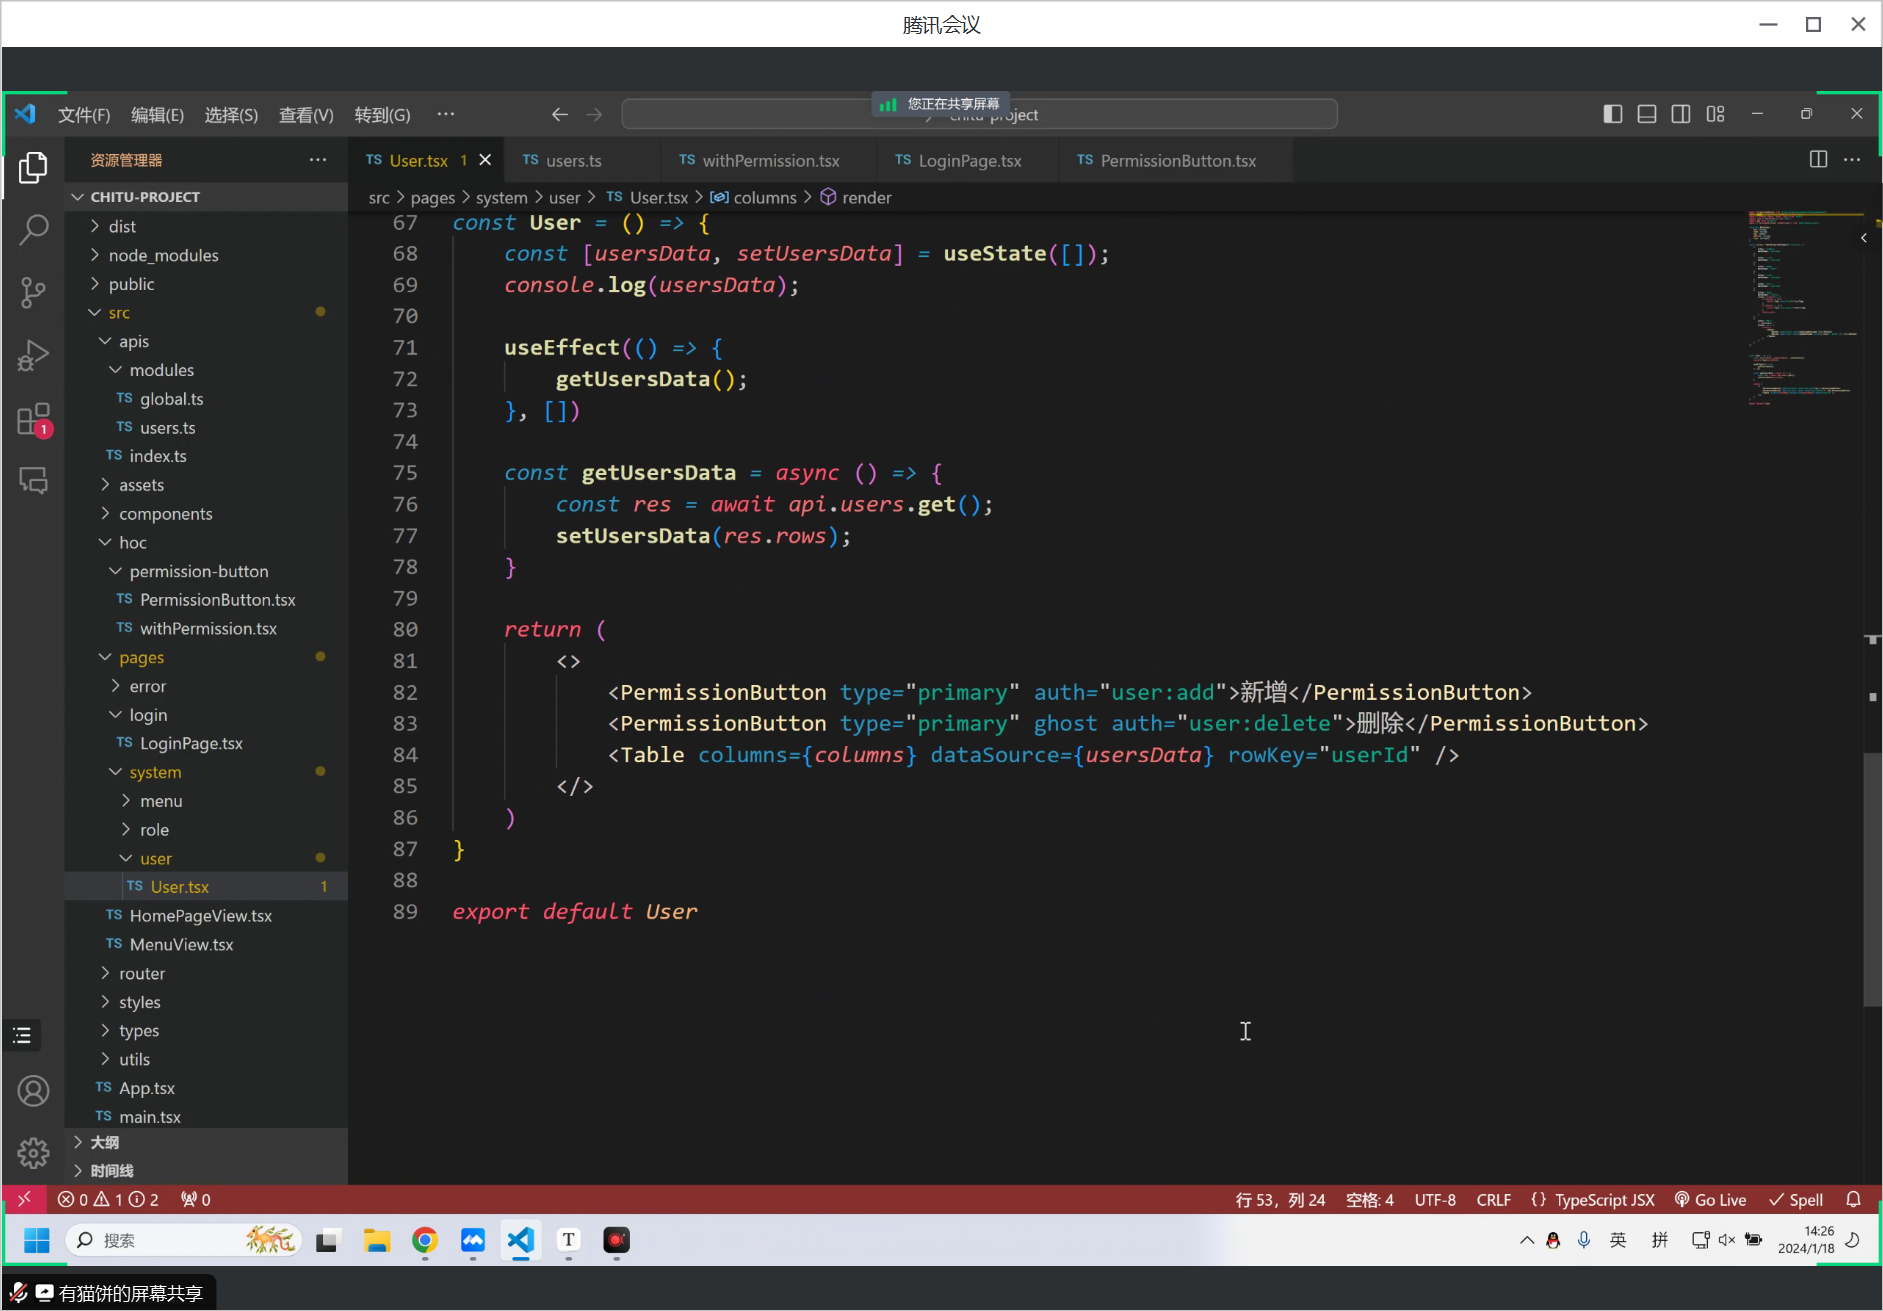 腾讯会议
文件(F) 编辑(E) 选择(S) 查看(V) 转到(G) ···
您正在共享屏幕
chitu-project
资源管理器 ···
TS User.tsx 1
TS users.ts
TS withPermission.tsx
TS LoginPage.tsx
TS PermissionButton.tsx
···
src > pages > system > user > TS User.tsx > columns > render
CHITU-PROJECT
dist
node_modules
public
src
apis
modules
TS global.ts
TS users.ts
TS index.ts
assets
components
hoc
permission-button
TS PermissionButton.tsx
TS withPermission.tsx
pages
error
login
TS LoginPage.tsx
system
menu
role
user
TS User.tsx 1
TS HomePageView.tsx
TS MenuView.tsx
router
styles
types
utils
TS App.tsx
TS main.tsx
大纲
时间线
1
67 const User = () => {
68 const [usersData, setUsersData] = useState([]);
69 console.log(usersData);
70
71 useEffect(() => {
72 getUsersData();
73 }, [])
74
75 const getUsersData = async () => {
76 const res = await api.users.get();
77 setUsersData(res.rows);
78 }
79
80 return (
81 <>
82 <PermissionButton type="primary" auth="user:add">新增</PermissionButton>
83 <PermissionButton type="primary" ghost auth="user:delete">删除</PermissionButton>
84 <Table columns={columns} dataSource={usersData} rowKey="userId" />
85 </>
86 )
87 }
88
89 export default User
0 1 2 0
行 53，列 24 空格: 4 UTF-8 CRLF {} TypeScript JSX Go Live Spell
搜索
T
英 拼
14:26
2024/1/18
有猫饼的屏幕共享